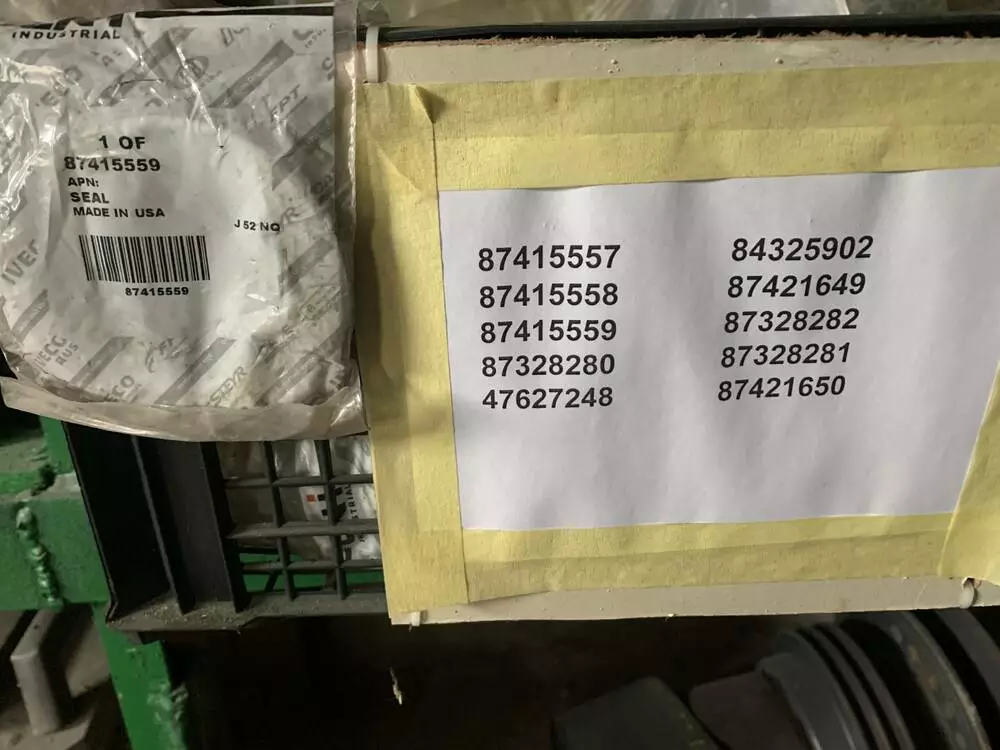 INDUSTRIAL
1 OF
87415559
APN:
SEAL
MADE IN USA
J 52 NO
87415559
87415557
87415558
87415559
87328280
47627248
84325902
87421649
87328282
87328281
87421650